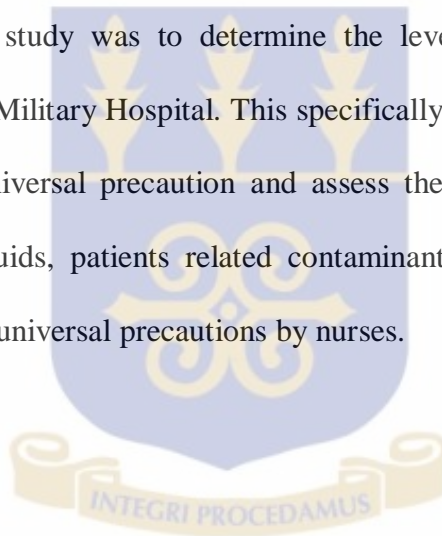 study was to determine the leve
Military Hospital. This specifically
iversal precaution and assess the
uids, patients related contaminant
universal precautions by nurses.
INTEGRI PROCEDAMUS